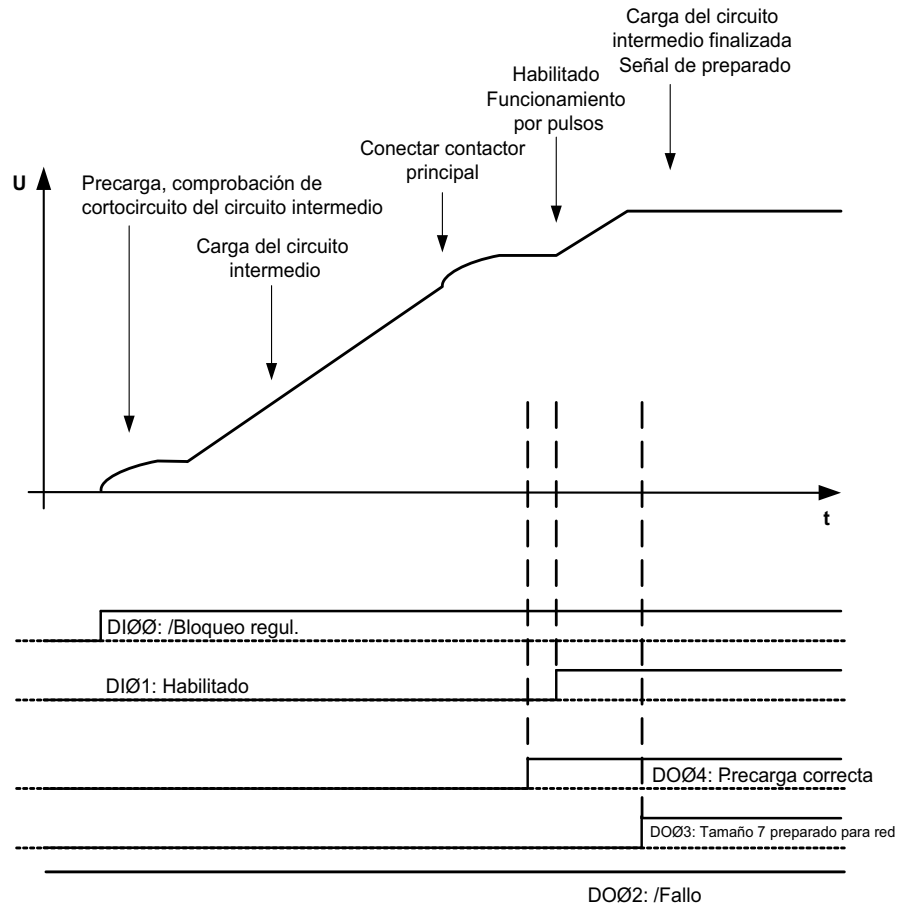 Carga del circuito
intermedio finalizada
Señal de preparado
Habilitado
Funcionamiento
por pulsos
Conectar contactor
principal
U
Precarga, comprobación de
cortocircuito del circuito intermedio
Carga del circuito
intermedio
t
DIØØ: /Bloqueo regul.
DIØ1: Habilitado
DOØ4: Precarga correcta
DOØ3: Tamaño 7 preparado para red
DOØ2: /Fallo